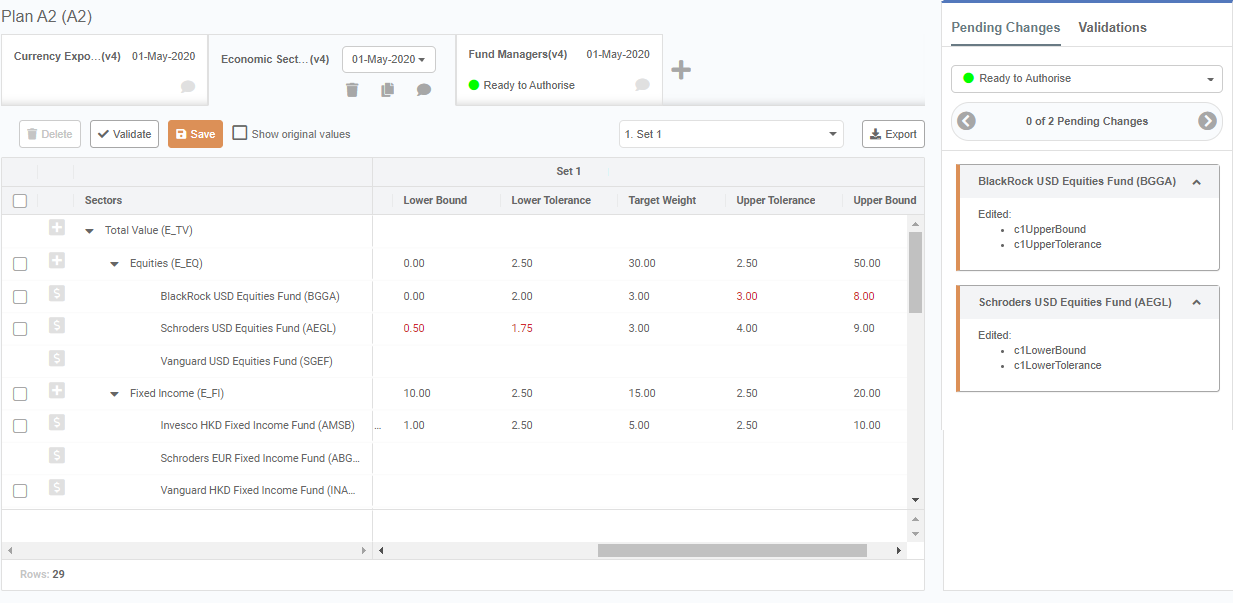 Plan A2 (A2)
Currency Expo...(v4) 01-May-2020
Economic Sect...(v4) 01-May-2020
Fund Managers(v4) 01-May-2020
Ready to Authorise
Delete Validate Save Show original values 1. Set 1 Export
Set 1
Sectors Lower Bound Lower Tolerance Target Weight Upper Tolerance Upper Bound
Total Value (E_TV)
Equities (E_EQ) 0.00 2.50 30.00 2.50 50.00
BlackRock USD Equities Fund (BGGA) 0.00 2.00 3.00 3.00 8.00
Schroders USD Equities Fund (AEGL) 0.50 1.75 3.00 4.00 9.00
Vanguard USD Equities Fund (SGEF)
Fixed Income (E_FI) 10.00 2.50 15.00 2.50 20.00
Invesco HKD Fixed Income Fund (AMSB) ... 1.00 2.50 5.00 2.50 10.00
Schroders EUR Fixed Income Fund (ABG...
Vanguard HKD Fixed Income Fund (INA...
Rows: 29
Pending Changes Validations
Ready to Authorise
0 of 2 Pending Changes
BlackRock USD Equities Fund (BGGA)
Edited:
• c1UpperBound
• c1UpperTolerance
Schroders USD Equities Fund (AEGL)
Edited:
• c1LowerBound
• c1LowerTolerance